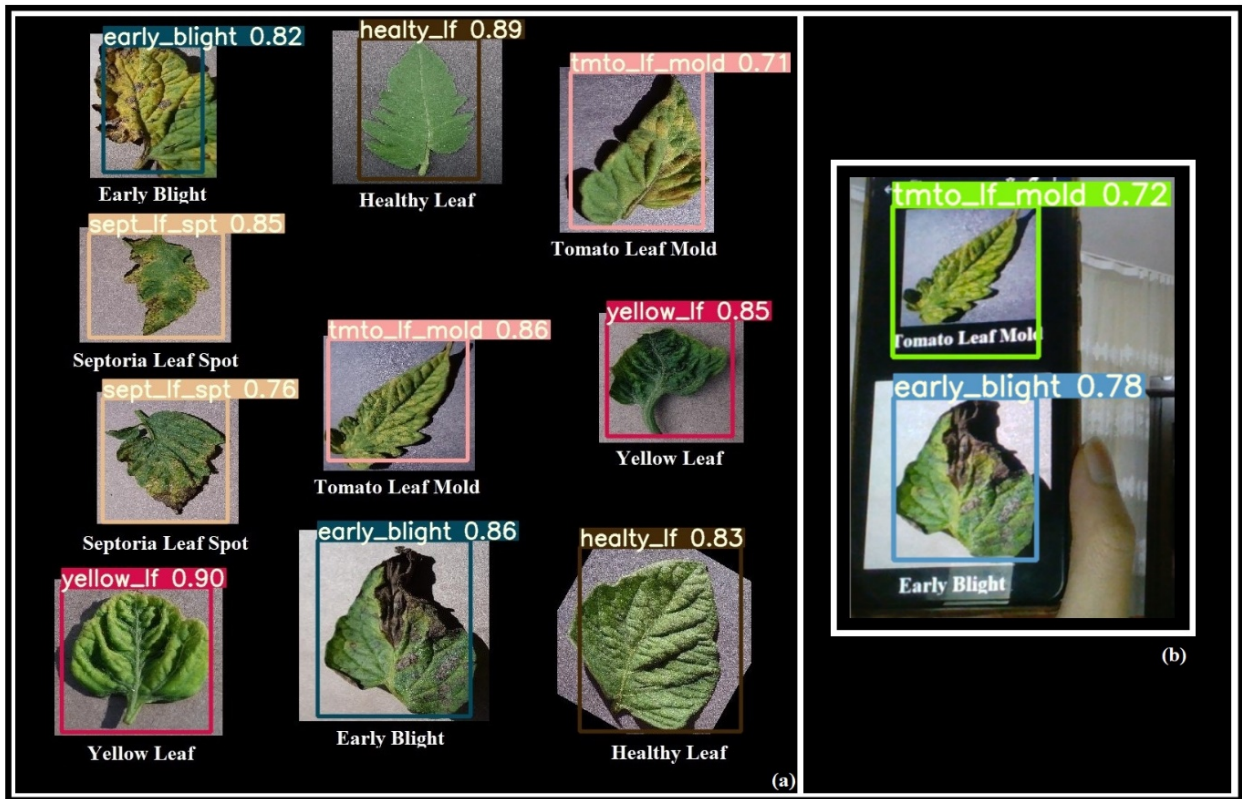 early_blight 0.82
Early Blight
healty_lf 0.89
Healthy Leaf
tmto_lf_mold 0.71
Tomato Leaf Mold
sept_lf_spt 0.85
Septoria Leaf Spot
tmto_lf_mold 0.86
Tomato Leaf Mold
yellow_lf 0.85
Yellow Leaf
sept_lf_spt 0.76
Septoria Leaf Spot
yellow_lf 0.90
Yellow Leaf
early_blight 0.86
Early Blight
healty_lf 0.83
Healthy Leaf
(a)
tmto_lf_mold 0.72
Tomato Leaf Mold
early_blight 0.78
Early Blight
(b)